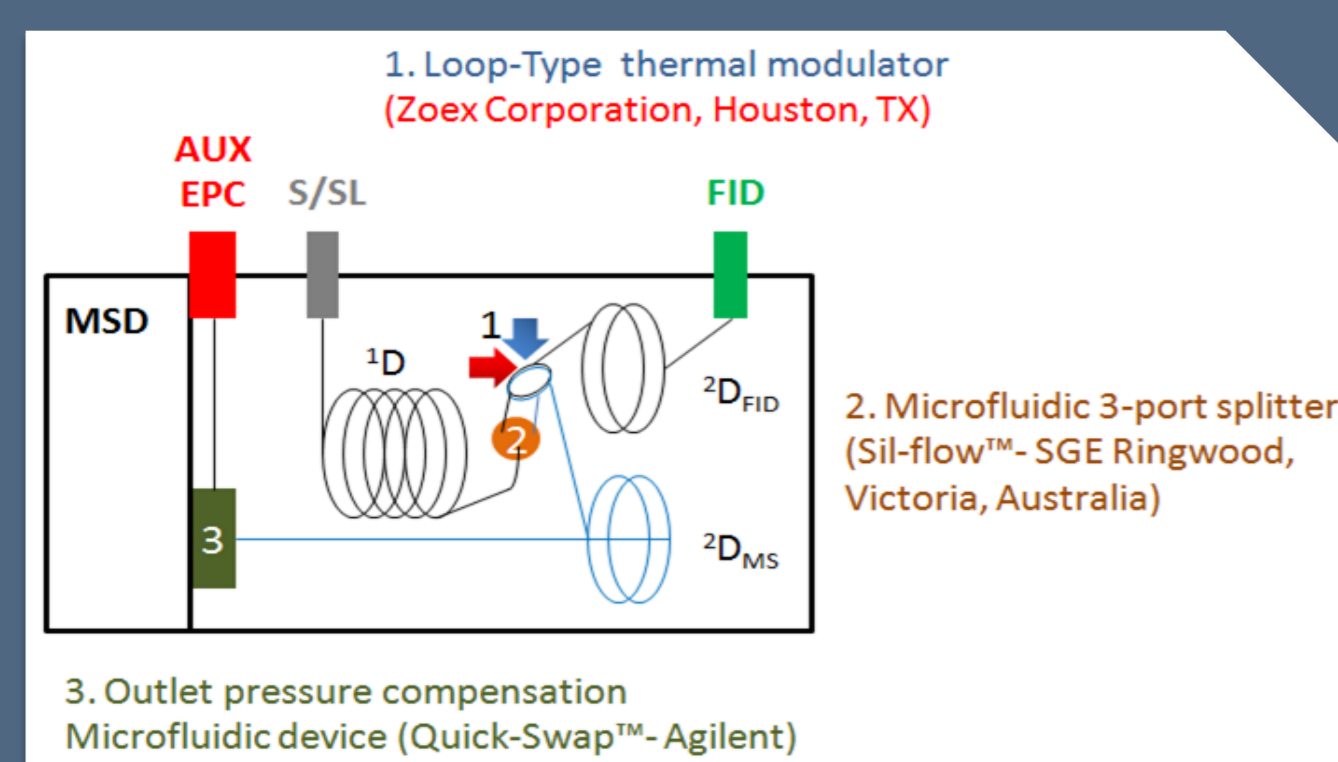 1. Loop-Type thermal modulator
(Zoex Corporation, Houston, TX)
AUX
EPC
S/SL
FID
MSD
1
¹D
²D_FID
2
2. Microfluidic 3-port splitter
(Sil-flow™- SGE Ringwood,
Victoria, Australia)
3
²D_MS
3. Outlet pressure compensation
Microfluidic device (Quick-Swap™- Agilent)